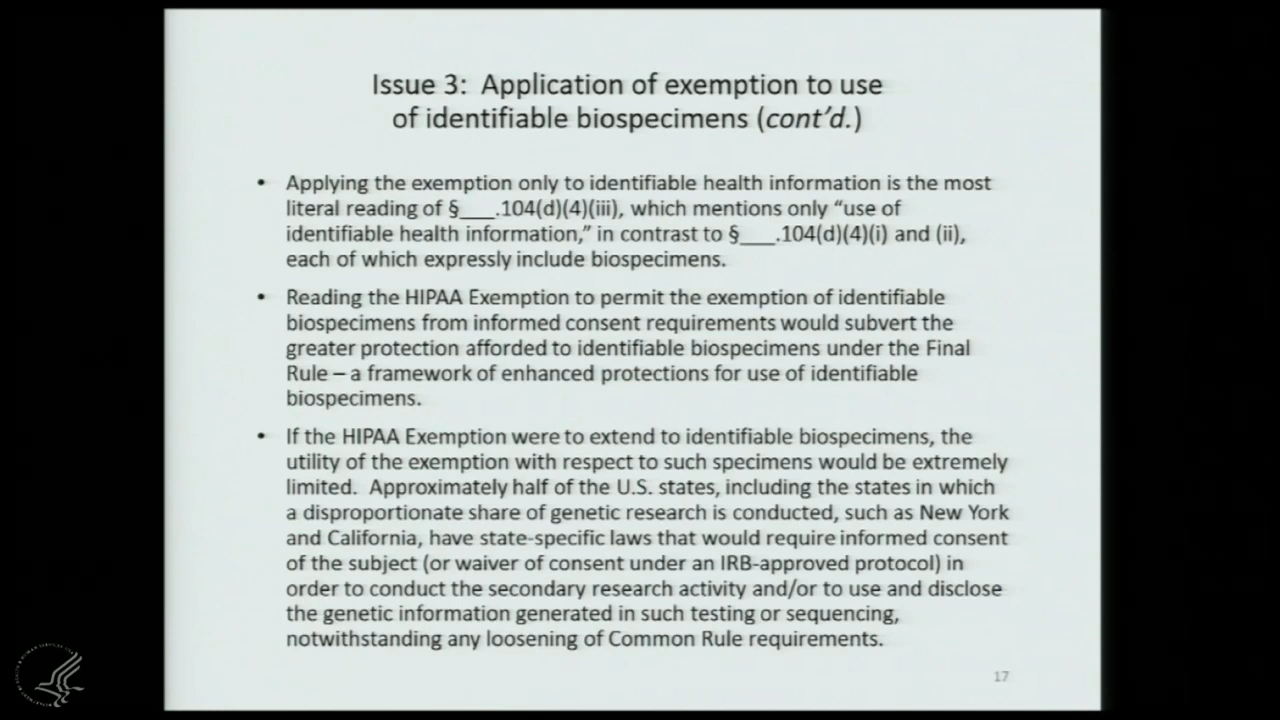 Issue 3: Application of exemption to use
of identifiable biospecimens (cont’d.)
• Applying the exemption only to identifiable health information is the most
literal reading of §___.104(d)(4)(iii), which mentions only “use of
identifiable health information,” in contrast to §___.104(d)(4)(i) and (ii),
each of which expressly include biospecimens.
• Reading the HIPAA Exemption to permit the exemption of identifiable
biospecimens from informed consent requirements would subvert the
greater protection afforded to identifiable biospecimens under the Final
Rule – a framework of enhanced protections for use of identifiable
biospecimens.
• If the HIPAA Exemption were to extend to identifiable biospecimens, the
utility of the exemption with respect to such specimens would be extremely
limited. Approximately half of the U.S. states, including the states in which
a disproportionate share of genetic research is conducted, such as New York
and California, have state-specific laws that would require informed consent
of the subject (or waiver of consent under an IRB-approved protocol) in
order to conduct the secondary research activity and/or to use and disclose
the genetic information generated in such testing or sequencing,
notwithstanding any loosening of Common Rule requirements.
17